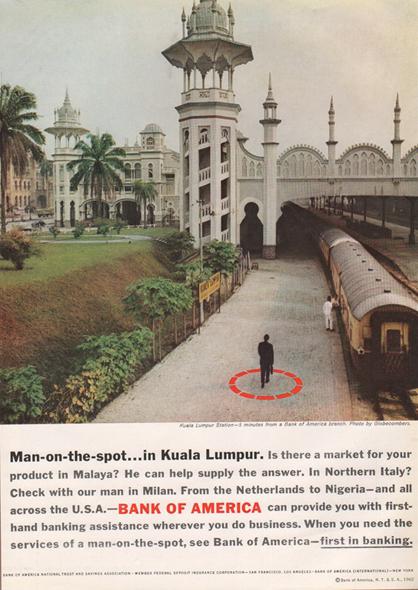 KUALA LUMPUR
Kuala Lumpur Station—5 minutes from a Bank of America branch. Photo by Globecombers.
Man-on-the-spot...in Kuala Lumpur. Is there a market for your
product in Malaya? He can help supply the answer. In Northern Italy?
Check with our man in Milan. From the Netherlands to Nigeria—and all
across the U.S.A.—BANK OF AMERICA can provide you with first-
hand banking assistance wherever you do business. When you need the
services of a man-on-the-spot, see Bank of America—first in banking.
BANK OF AMERICA NATIONAL TRUST AND SAVINGS ASSOCIATION • MEMBER FEDERAL DEPOSIT INSURANCE CORPORATION • SAN FRANCISCO, LOS ANGELES • BANK OF AMERICA (INTERNATIONAL) • NEW YORK
© Bank of America, N. T. & S. A., 1962